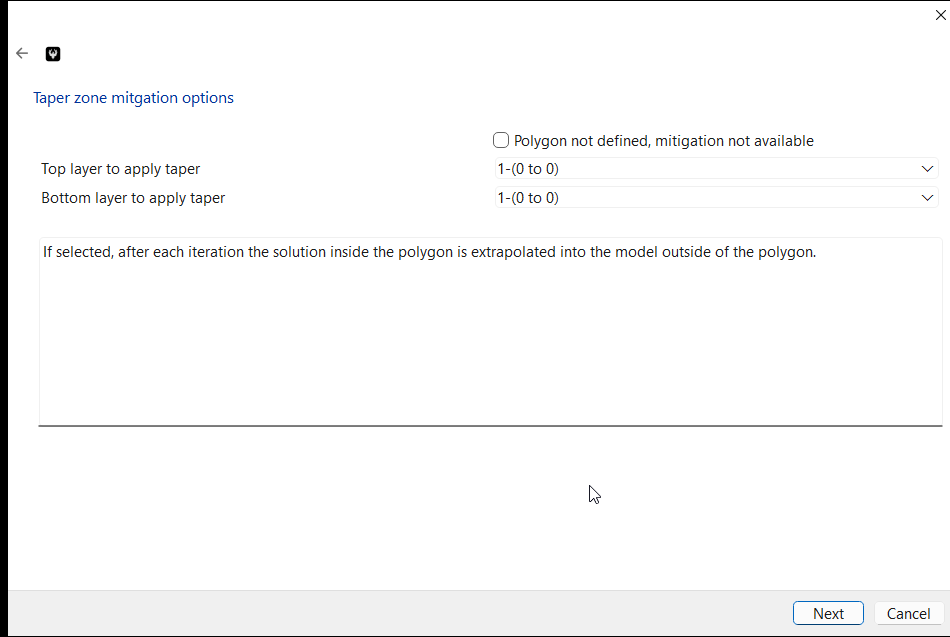 Taper zone mitgation options
Polygon not defined, mitigation not available
Top layer to apply taper 1-(0 to 0)
Bottom layer to apply taper 1-(0 to 0)
If selected, after each iteration the solution inside the polygon is extrapolated into the model outside of the polygon.
Next Cancel